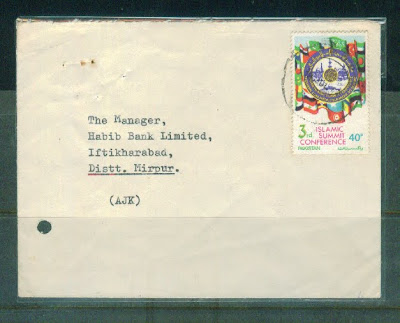 The Manager,
Habib Bank Limited,
Iftikharabad,
Distt. Mirpur.
(AJK)
3rd ISLAMIC
SUMMIT
CONFERENCE
40P
PAKISTAN